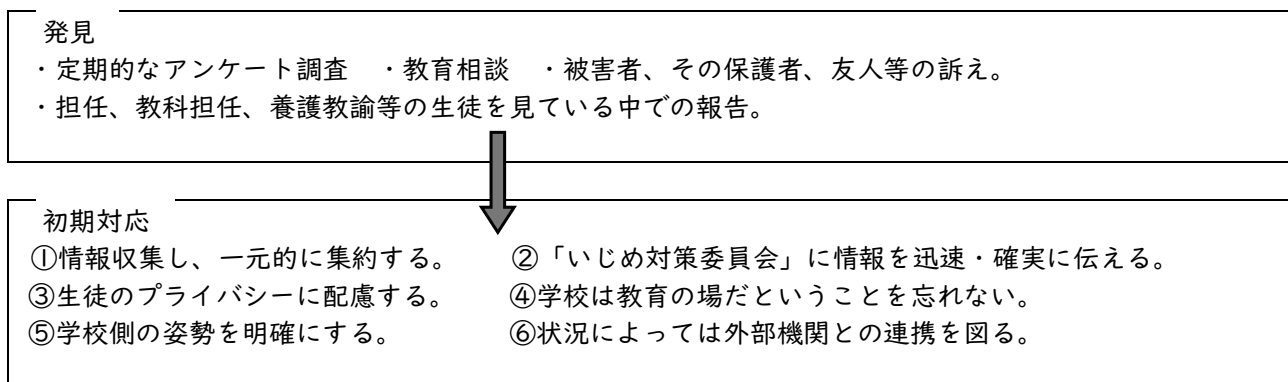 発見
・定期的なアンケート調査　・教育相談　・被害者、その保護者、友人等の訴え。
・担任、教科担任、養護教諭等の生徒を見ている中での報告。
初期対応
①情報収集し、一元的に集約する。　②「いじめ対策委員会」に情報を迅速・確実に伝える。
③生徒のプライバシーに配慮する。　④学校は教育の場だということを忘れない。
⑤学校側の姿勢を明確にする。　⑥状況によっては外部機関との連携を図る。